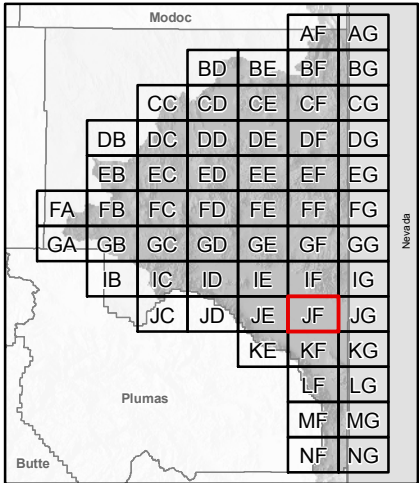 Modoc
AF AG
BD BE BF BG
CC CD CE CF CG
DB DC DD DE DF DG
EB EC ED EE EF EG
FA FB FC FD FE FF FG
Nevada
GA GB GC GD GE GF GG
IB IC ID IE IF IG
JC JD JE JF JG
KE KF KG
LF LG
Plumas
MF MG
Butte
NF NG